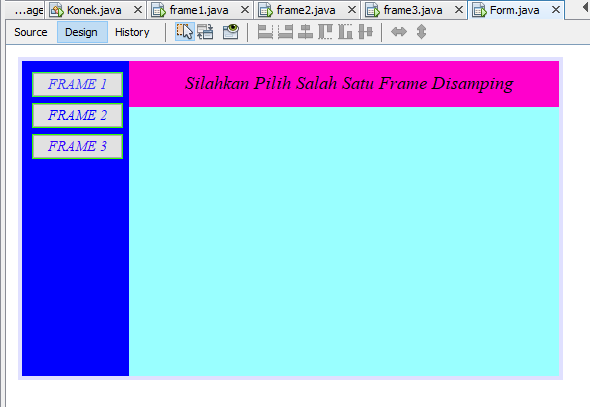 ...age Konek.java frame1.java frame2.java frame3.java Form.java
Source Design History
FRAME 1
FRAME 2
FRAME 3
Silahkan Pilih Salah Satu Frame Disamping